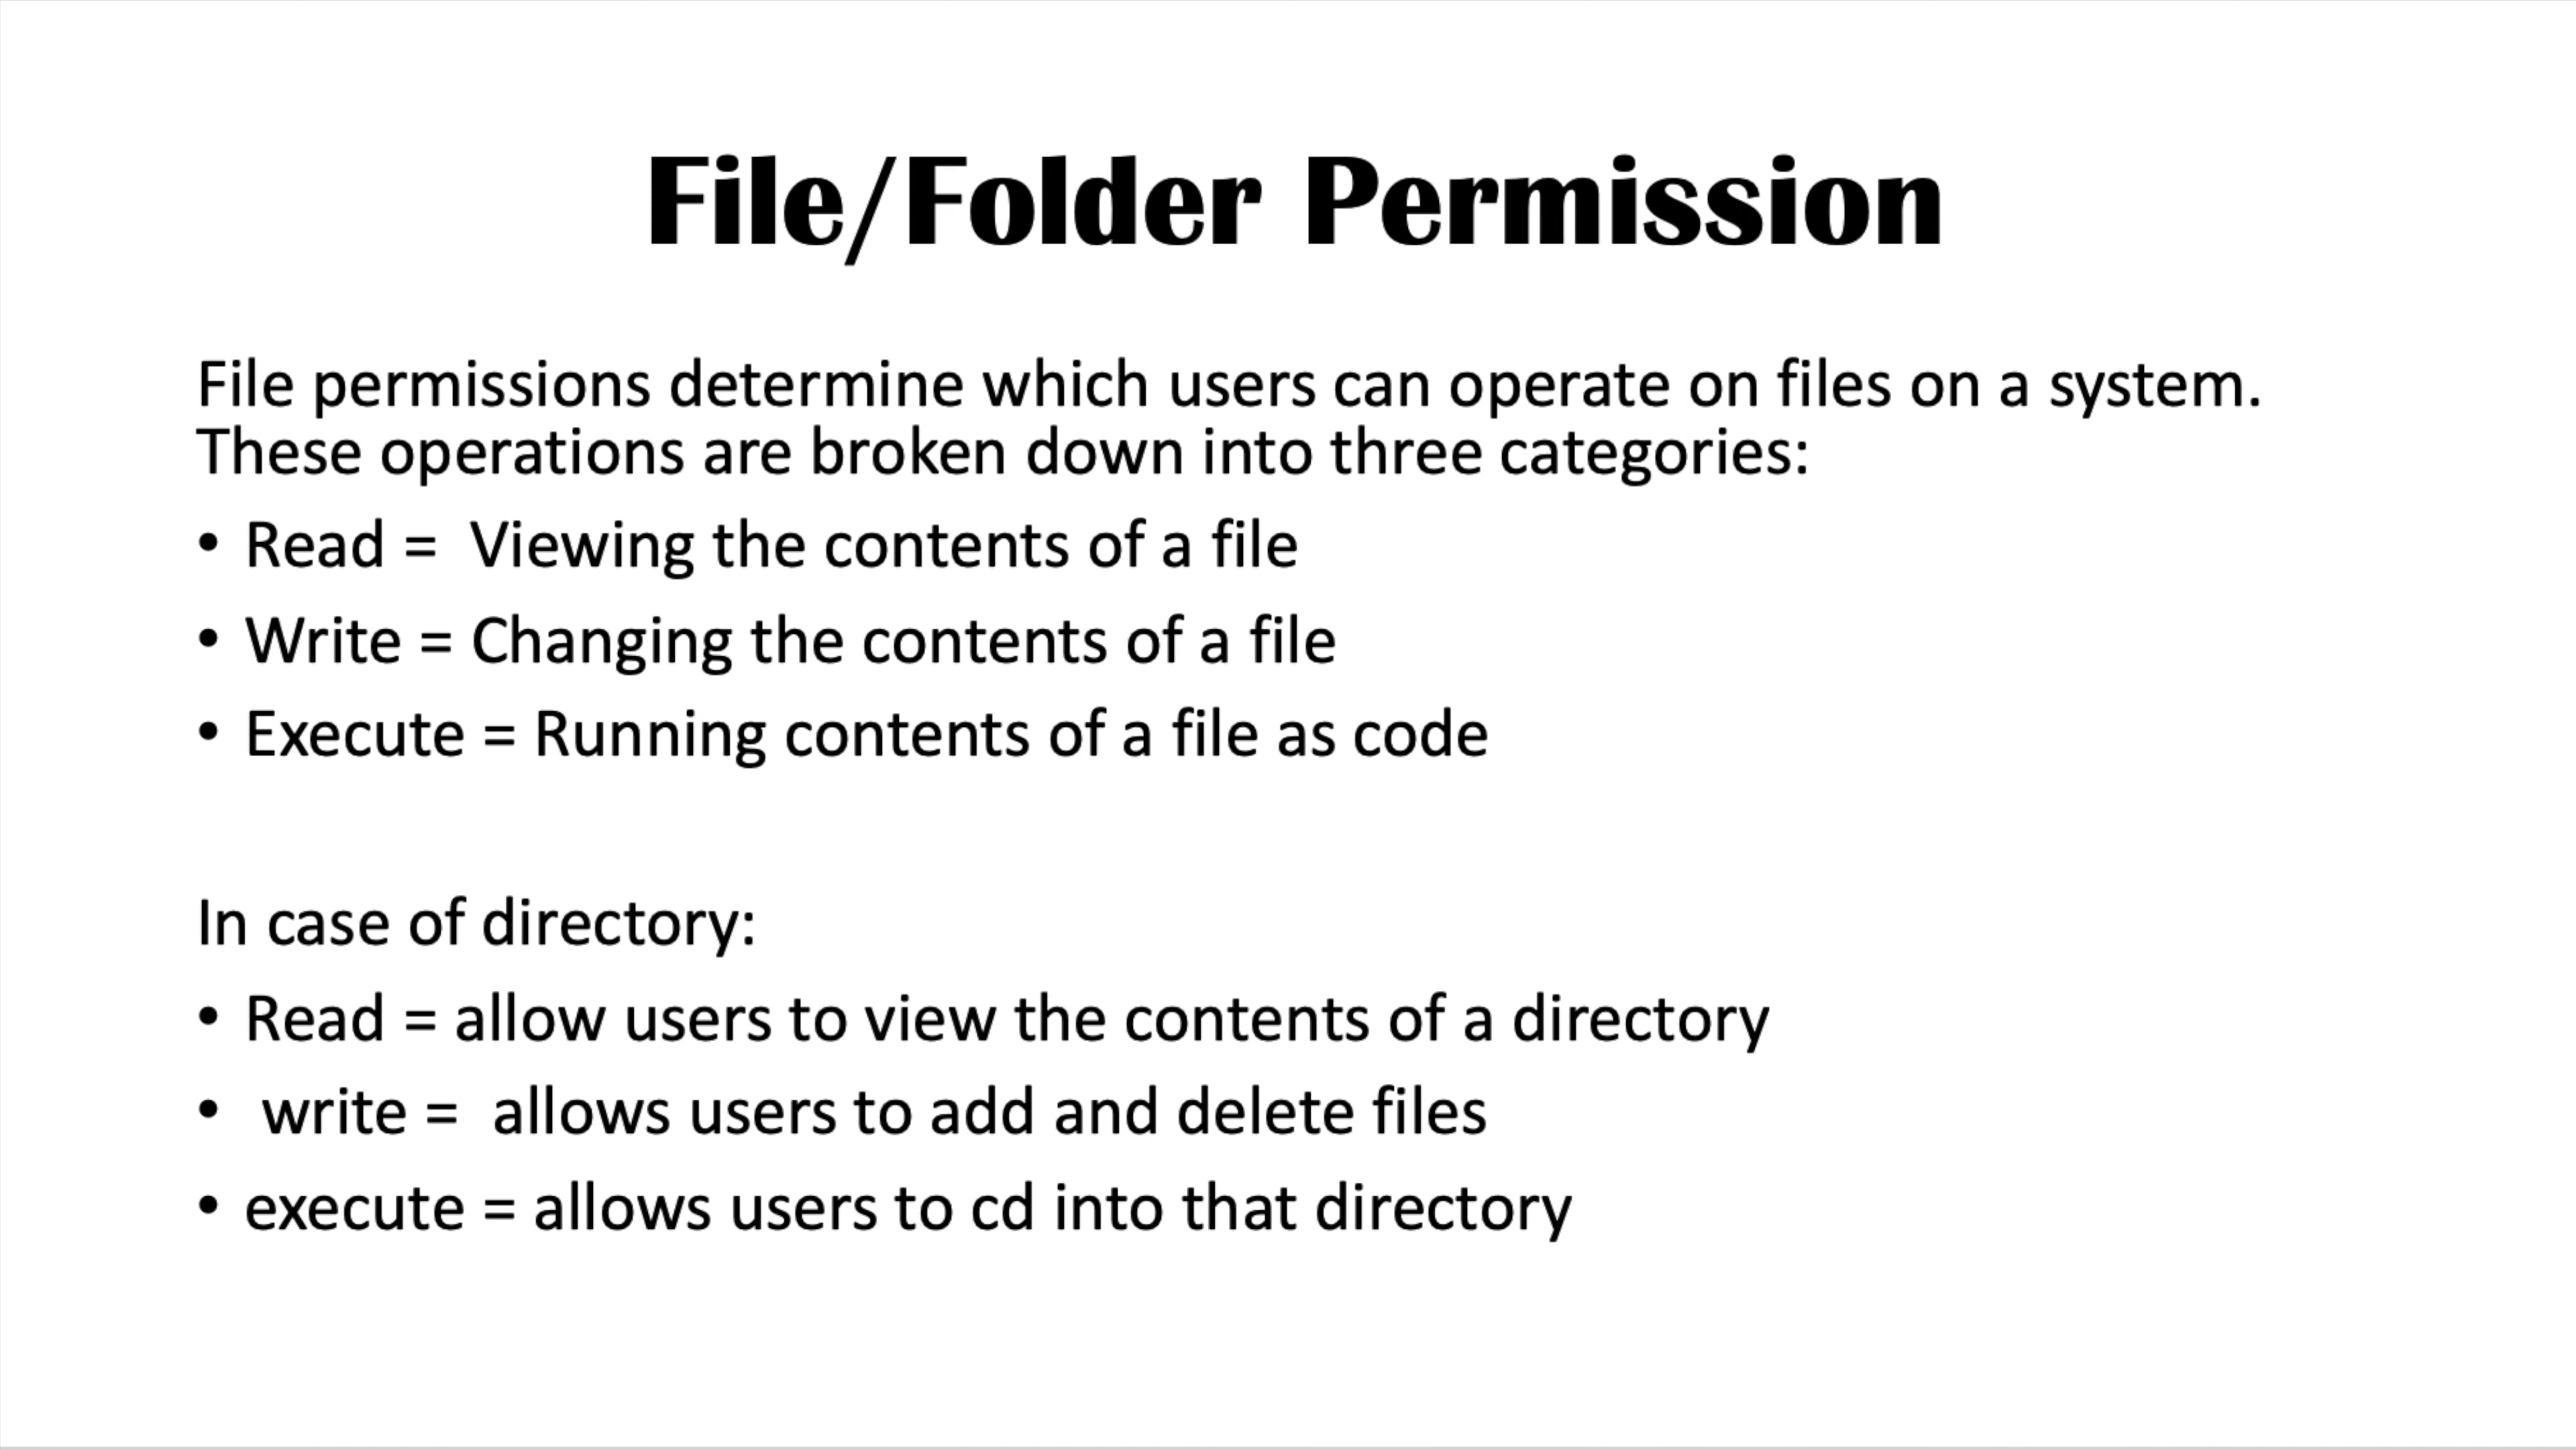 File/Folder Permission
File permissions determine which users can operate on files on a system.
These operations are broken down into three categories:
• Read =  Viewing the contents of a file
• Write = Changing the contents of a file
• Execute = Running contents of a file as code
In case of directory:
• Read = allow users to view the contents of a directory
•  write =  allows users to add and delete files
• execute = allows users to cd into that directory